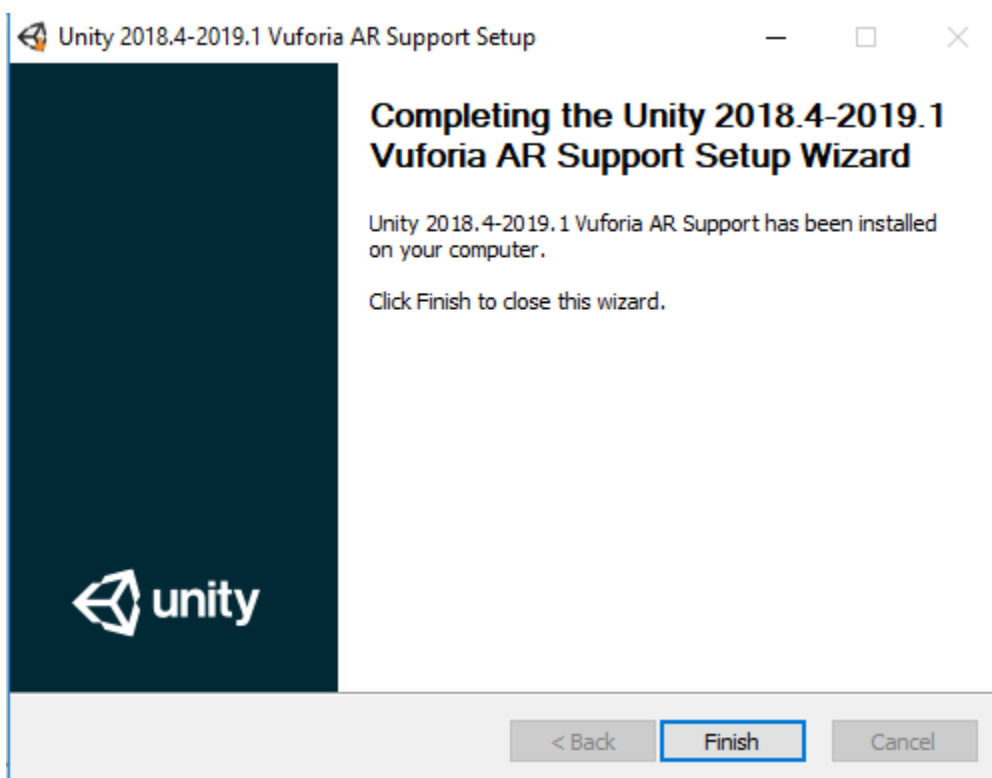 Unity 2018.4-2019.1 Vuforia AR Support Setup
Completing the Unity 2018.4-2019.1
Vuforia AR Support Setup Wizard
Unity 2018.4-2019.1 Vuforia AR Support has been installed
on your computer.
Click Finish to close this wizard.
unity
< Back
Finish
Cancel